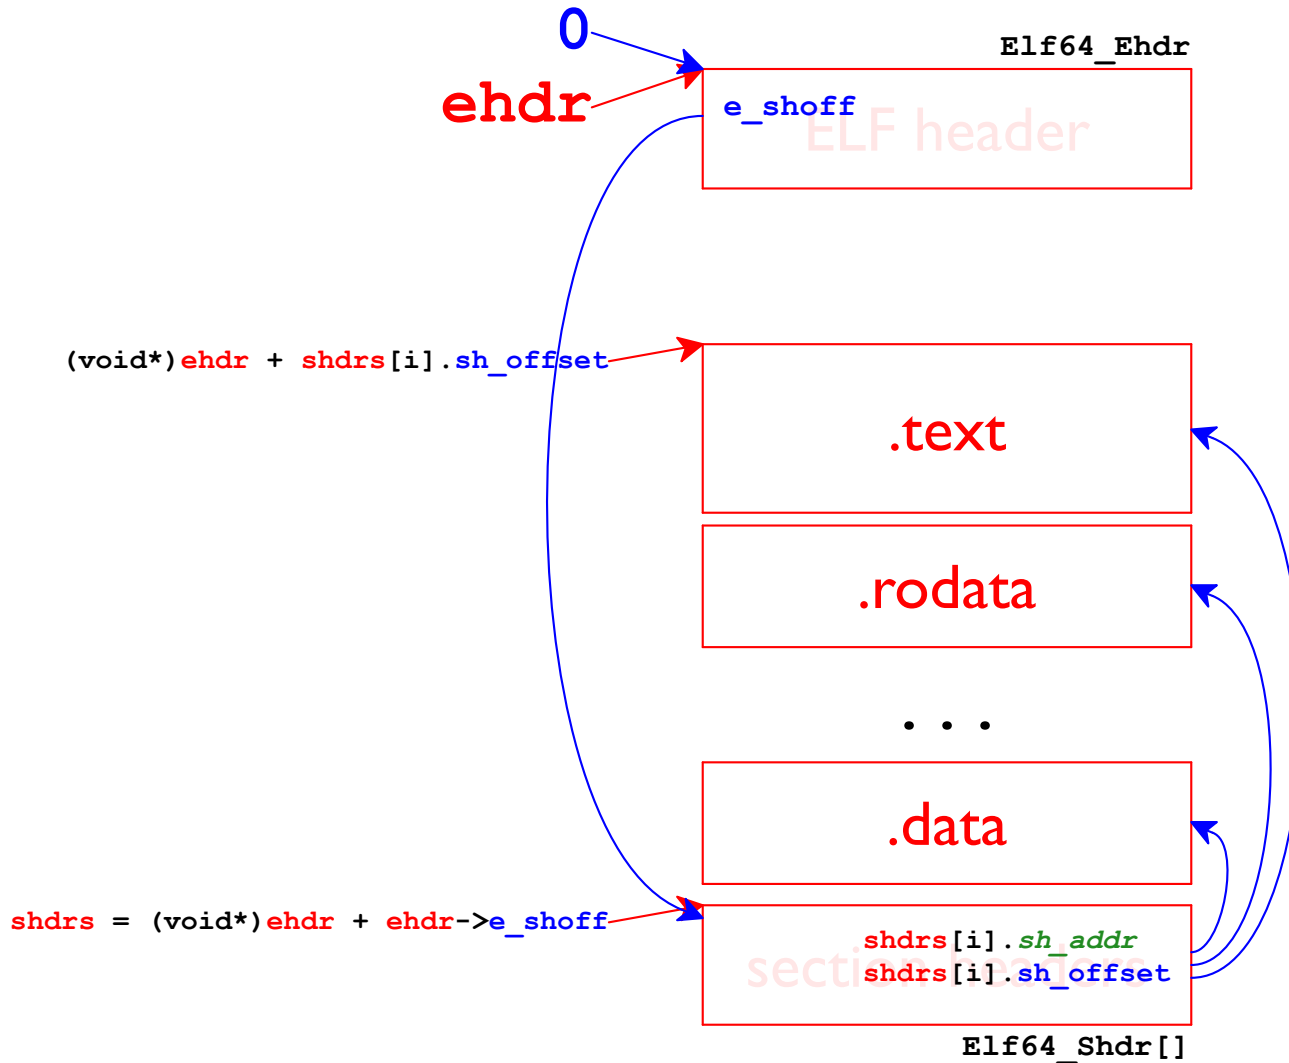 0
Elf64_Ehdr
ehdr
e_shoff
ELF header
(void*)ehdr + shdrs[i].sh_offset
.text
.rodata
. . .
.data
shdrs = (void*)ehdr + ehdr->e_shoff
shdrs[i].sh_addr
section headers
shdrs[i].sh_offset
Elf64_Shdr[]